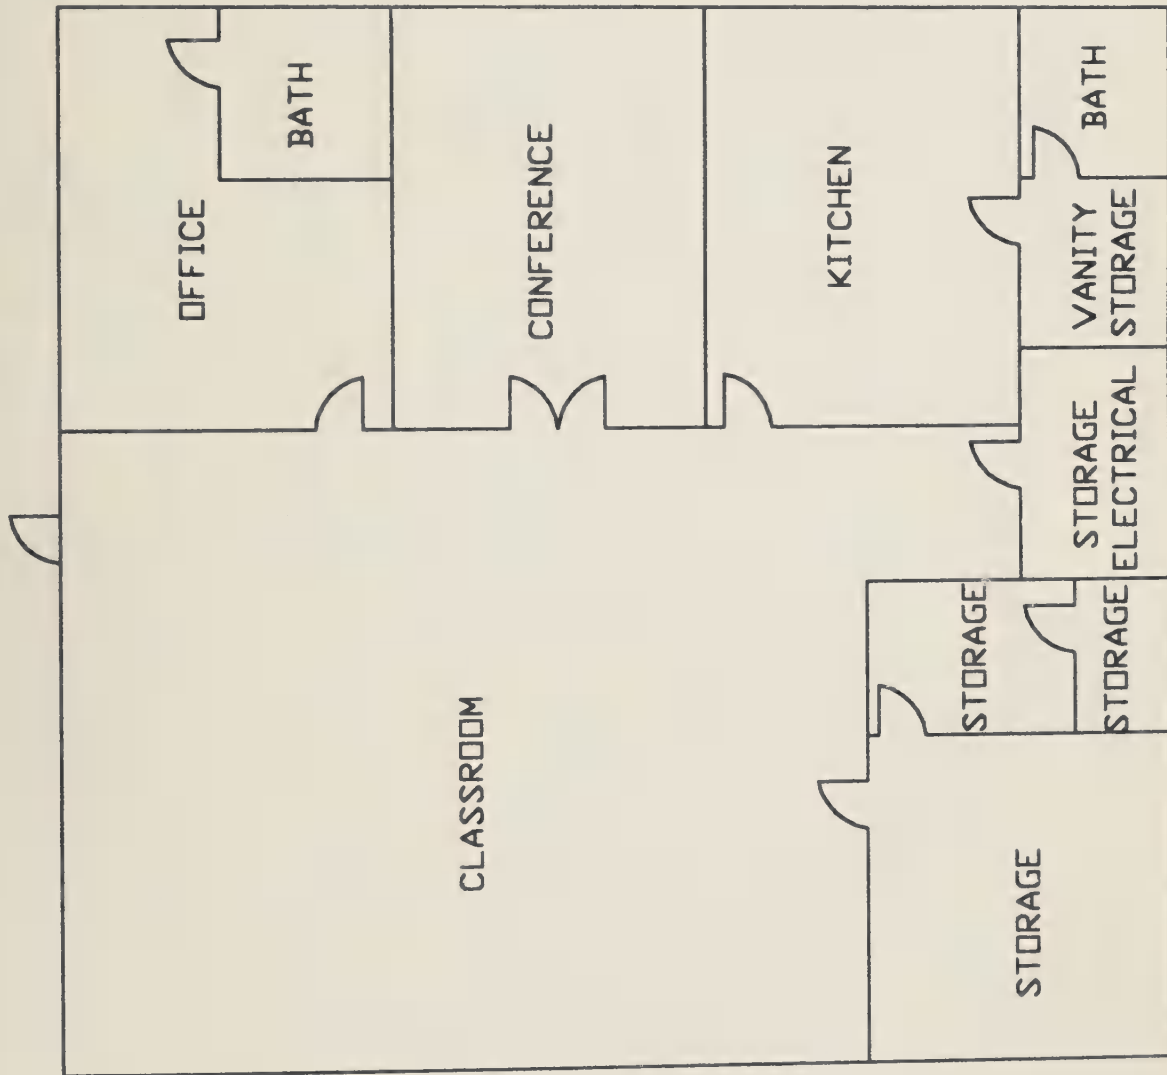 OFFICE
BATH
CONFERENCE
KITCHEN
BATH
VANITY
STORAGE
STORAGE
ELECTRICAL
STORAGE
STORAGE
CLASSROOM
STORAGE